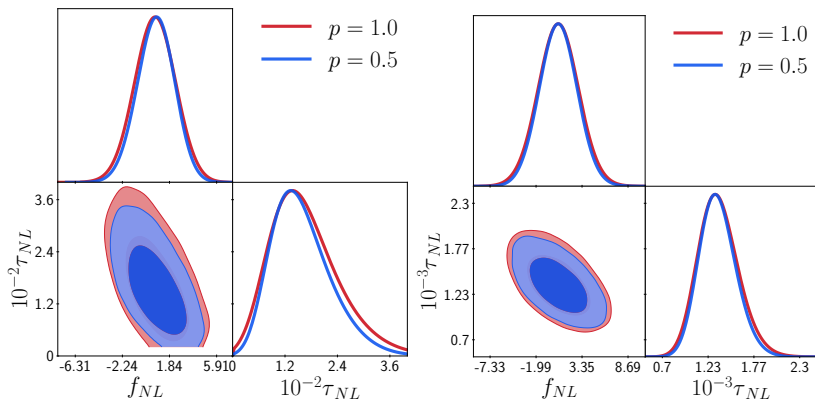 p = 1.0
p = 0.5
3.6
2.4
1.2
0
10^{-2}τ_{NL}
-6.31
-2.24
1.84
5.91
0
1.2
2.4
3.6
f_{NL}
10^{-2}τ_{NL}
p = 1.0
p = 0.5
2.3
1.77
1.23
0.7
10^{-3}τ_{NL}
-7.33
-1.99
3.35
8.69
0.7
1.23
1.77
2.3
f_{NL}
10^{-3}τ_{NL}